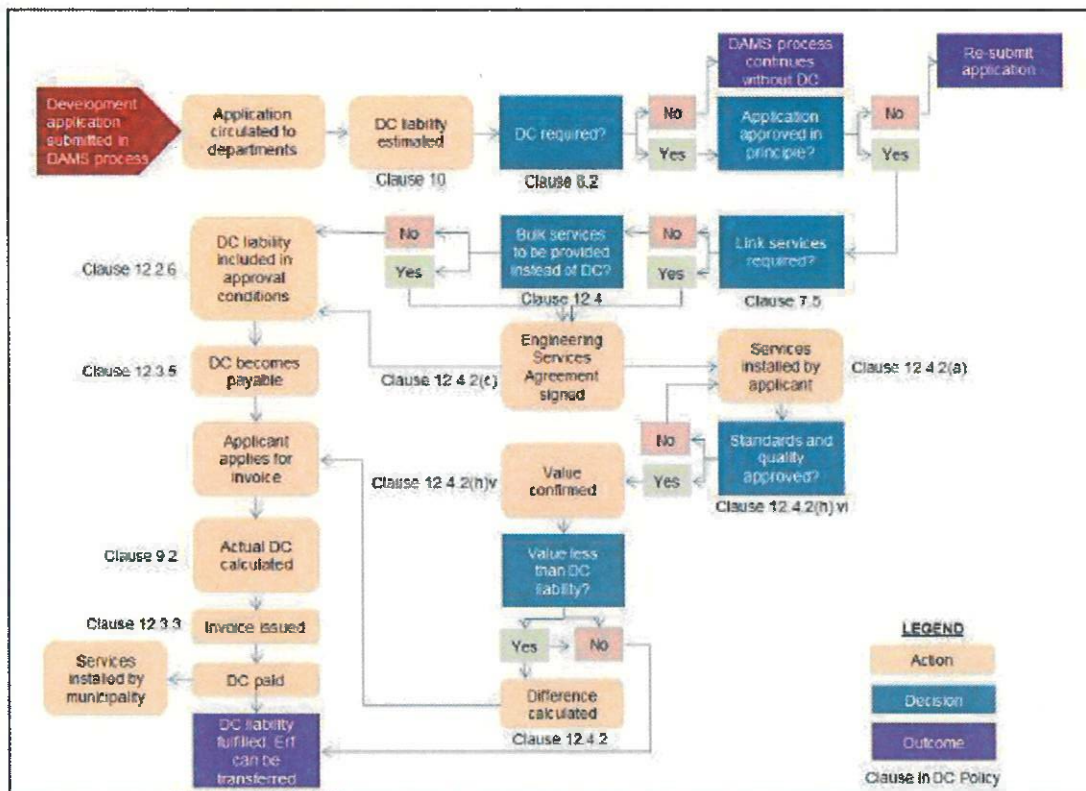 Development
application
submitted in
DAMS process
Application
circulated to
departments
DC liability
estimated
Clause 10
DC required?
Clause 6.2
No
Yes
DAMS process
continues
without DC
Application
approved in
principle?
No
Yes
Re-submit
application
Link services
required?
Clause 7.5
No
Yes
Bulk services
to be provided
instead of DC?
Clause 12.4
No
Yes
DC liability
included in
approval
conditions
Clause 12.2.6
Engineering
Services
Agreement
signed
Clause 12.4.2(c)
Services
installed by
applicant
Clause 12.4.2(a)
Standards and
quality
approved?
Clause 12.4.2(h).vi
No
Yes
Value
confirmed
Clause 12.4.2(h)v
Value less
than DC
liability?
Yes
No
Difference
calculated
Clause 12.4.2
DC becomes
payable
Clause 12.3.5
Applicant
applies for
invoice
Actual DC
calculated
Clause 9.2
Invoice issued
Clause 12.3.3
DC paid
Services
installed by
municipality
DC liability
fulfilled. Erf
can be
transferred
LEGEND
Action
Decision
Outcome
Clause in DC Policy